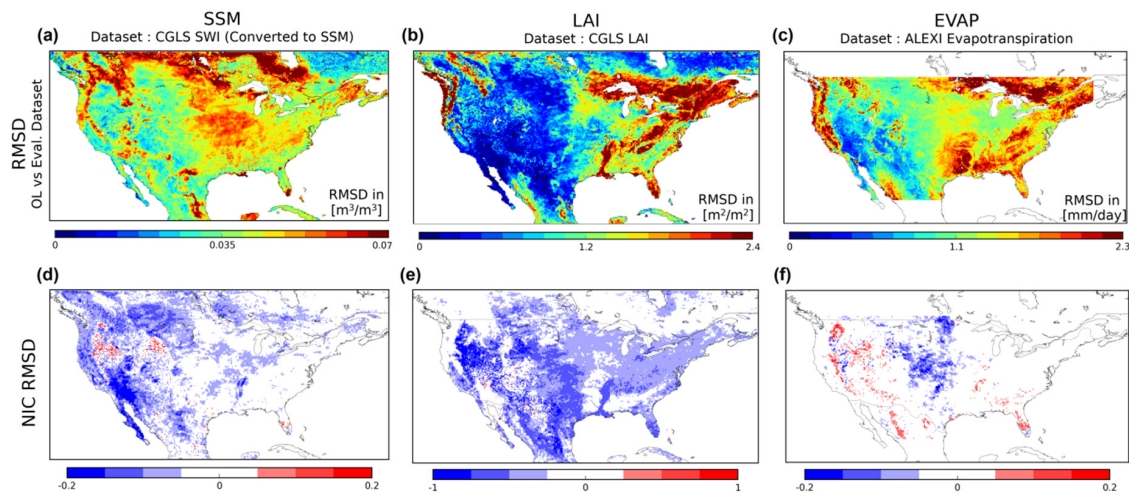 SSM
LAI
EVAP
(a)
Dataset : CGLS SWI (Converted to SSM)
(b)
Dataset : CGLS LAI
(c)
Dataset : ALEXI Evapotranspiration
RMSD
OL vs Eval. Dataset
RMSD in
[m³/m³]
RMSD in
[m²/m²]
RMSD in
[mm/day]
0
0.035
0.07
0
1.2
2.4
0
1.1
2.3
(d)
(e)
(f)
NIC RMSD
-0.2
0
0.2
-1
0
1
-0.2
0
0.2